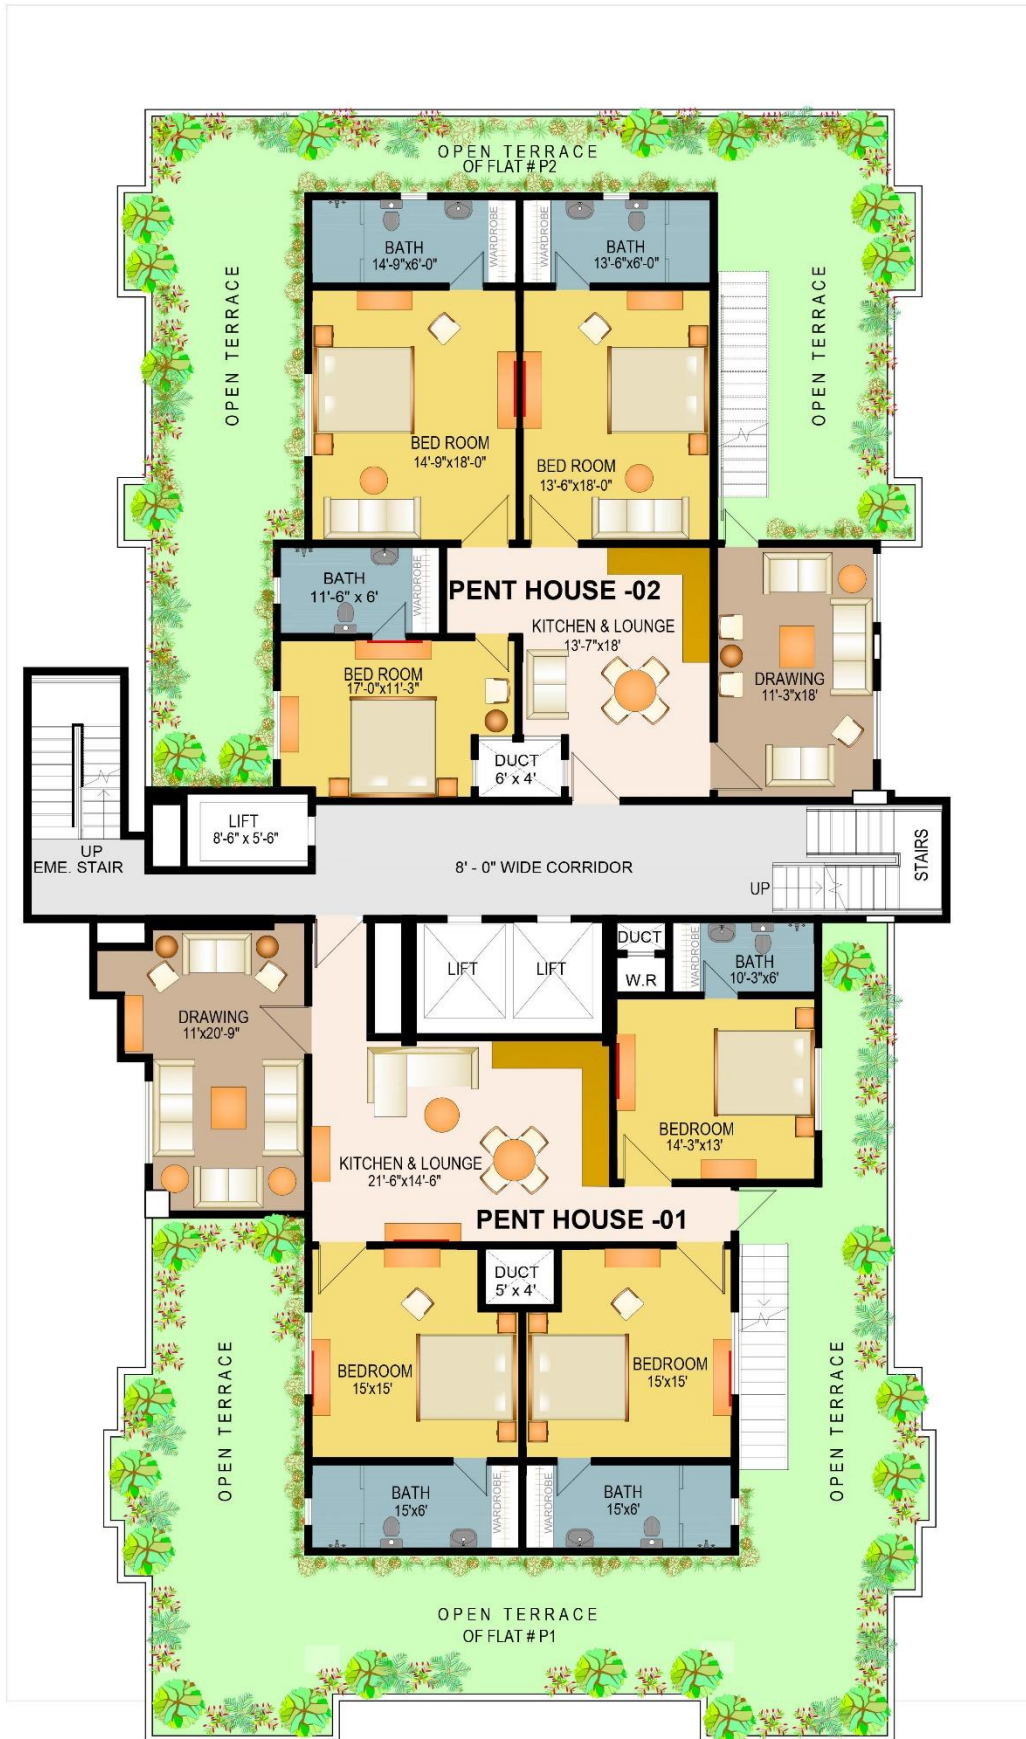 OPEN TERRACE
OF FLAT # P2
BATH
14'-9"x6'-0"
WARDROBE
WARDROBE
BATH
13'-6"x6'-0"
OPEN TERRACE
OPEN TERRACE
BED ROOM
14'-9"x18'-0"
BED ROOM
13'-6"x18'-0"
BATH
11'-6" x 6'
WARDROBE
PENT HOUSE -02
KITCHEN & LOUNGE
13'-7"x18'
BED ROOM
17'-0"x11'-3"
DRAWING
11'-3"x18'
DUCT
6' x 4'
LIFT
8'-6" x 5'-6"
UP
EME. STAIR
8' - 0" WIDE CORRIDOR
UP
STAIRS
LIFT
LIFT
DUCT
W.R
WARDROBE
BATH
10'-3"x6'
DRAWING
11'x20'-9"
BEDROOM
14'-3"x13'
KITCHEN & LOUNGE
21'-6"x14'-6"
PENT HOUSE -01
DUCT
5' x 4'
OPEN TERRACE
BEDROOM
15'x15'
BEDROOM
15'x15'
OPEN TERRACE
BATH
15'x6'
WARDROBE
WARDROBE
BATH
15'x6'
OPEN TERRACE
OF FLAT # P1